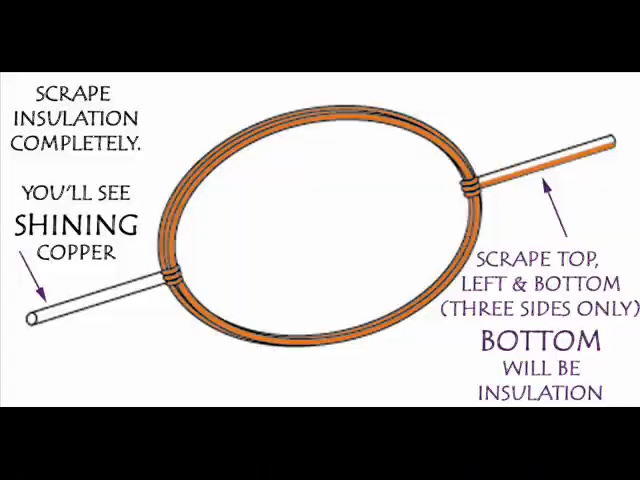 SCRAPE
INSULATION
COMPLETELY.
YOU'LL SEE
SHINING
COPPER
SCRAPE TOP,
LEFT & BOTTOM
(THREE SIDES ONLY)
BOTTOM
WILL BE
INSULATION